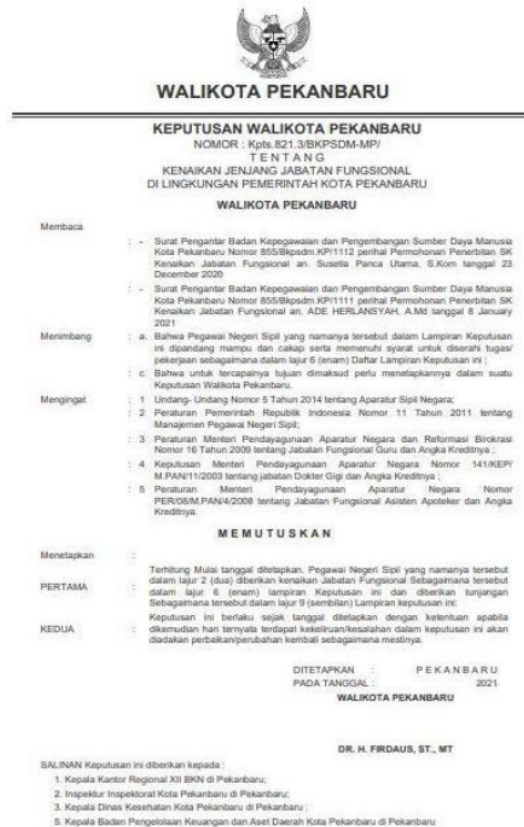 WALIKOTA PEKANBARU
KEPUTUSAN WALIKOTA PEKANBARU
NOMOR : Kpts.821.3/BKPSDM-MP/
T E N T A N G
KENAIKAN JENJANG JABATAN FUNGSIONAL
DI LINGKUNGAN PEMERINTAH KOTA PEKANBARU
WALIKOTA PEKANBARU
Membaca
: - Surat Pengantar Badan Kepegawaian dan Pengembangan Sumber Daya Manusia
Kota Pekanbaru Nomor 855/Bkpsdm.KP/1112 perihal Permohonan Penerbitan SK
Kenaikan Jabatan Fungsional an. Susetia Panca Utama, S.Kom tanggal 23
December 2020
: - Surat Pengantar Badan Kepegawaian dan Pengembangan Sumber Daya Manusia
Kota Pekanbaru Nomor 855/Bkpsdm.KP/1111 perihal Permohonan Penerbitan SK
Kenaikan Jabatan Fungsional an. ADE HERLANSYAH, A.Md tanggal 8 January
2021
Menimbang : a. Bahwa Pegawai Negeri Sipil yang namanya tersebut dalam Lampiran Keputusan
ini dipandang mampu dan cakap serta memenuhi syarat untuk diserahi tugas/
pekerjaan sebagaimana dalam lajur 6 (enam) Daftar Lampiran Keputusan ini ;
: c. Bahwa untuk tercapainya tujuan dimaksud perlu menetapkannya dalam suatu
Keputusan Walikota Pekanbaru.
Mengingat : 1 Undang- Undang Nomor 5 Tahun 2014 tentang Aparatur Sipil Negara;
: 2 Peraturan Pemerintah Republik Indonesia Nomor 11 Tahun 2011 tentang
Manajemen Pegawai Negeri Sipil;
: 3 Peraturan Menteri Pendayagunaan Aparatur Negara dan Reformasi Birokrasi
Nomor 16 Tahun 2009 tentang Jabatan Fungsional Guru dan Angka Kreditnya ;
: 4 Keputusan Menteri Pendayagunaan Aparatur Negara Nomor 141/KEP/
M.PAN/11/2003 tentang jabatan Dokter Gigi dan Angka Kreditnya ;
: 5 Peraturan Menteri Pendayagunaan Aparatur Negara Nomor
PER/08/M.PAN/4/2008 tentang Jabatan Fungsional Asisten Apoteker dan Angka
Kreditnya.
M E M U T U S K A N
Menetapkan :
PERTAMA : Terhitung Mulai tanggal ditetapkan, Pegawai Negeri Sipil yang namanya tersebut
dalam lajur 2 (dua) diberikan kenaikan Jabatan Fungsional Sebagaimana tersebut
dalam lajur 6 (enam) lampiran Keputusan ini dan diberikan tunjangan
Sebagaimana tersebut dalam lajur 9 (sembilan) Lampiran keputusan ini;
KEDUA : Keputusan ini berlaku sejak tanggal ditetapkan dengan ketentuan apabila
dikemudian hari ternyata terdapat kekeliruan/kesalahan dalam keputusan ini akan
diadakan perbaikan/perubahan kembali sebagaimana mestinya.
DITETAPKAN : P E K A N B A R U
PADA TANGGAL : 2021
WALIKOTA PEKANBARU
DR. H. FIRDAUS, ST., MT
SALINAN Keputusan ini diberikan kepada :
1. Kepala Kantor Regional XII BKN di Pekanbaru;
2. Inspektur Inspektorat Kota Pekanbaru di Pekanbaru;
3. Kepala Dinas Kesehatan Kota Pekanbaru di Pekanbaru ;
5. Kepala Badan Pengelolaan Keuangan dan Aset Daerah Kota Pekanbaru di Pekanbaru